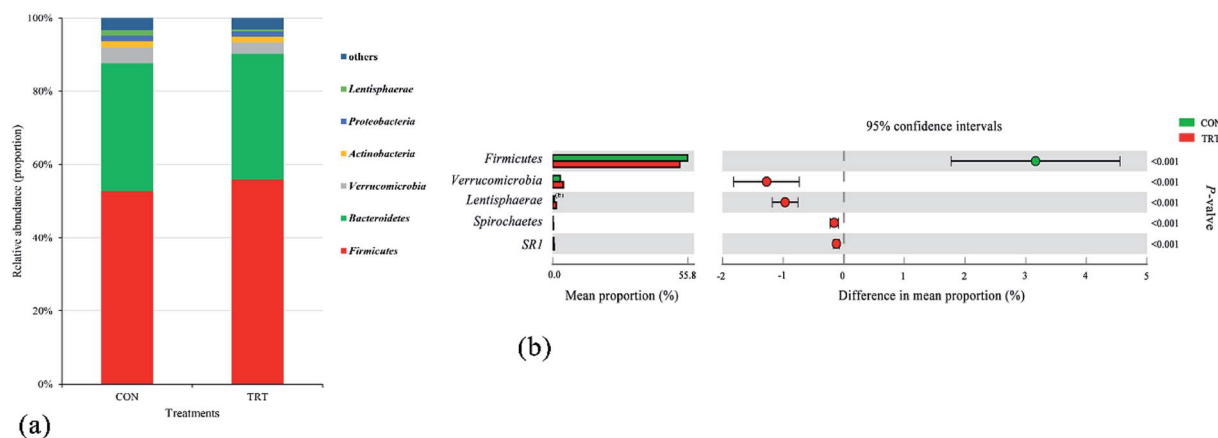 100%
80%
60%
40%
20%
0%
Relative abundance (proportion)
CON
TRT
Treatments
(a)
others
Lentisphaerae
Proteobacteria
Actinobacteria
Verrucomicrobia
Bacteroidetes
Firmicutes
95% confidence intervals
CON
TRT
Firmicutes
<0.001
Verrucomicrobia
<0.001
Lentisphaerae
<0.001
Spirochaetes
<0.001
SR1
<0.001
P-valve
0.0
55.8
Mean proportion (%)
-2
-1
0
1
2
3
4
5
Difference in mean proportion (%)
(b)